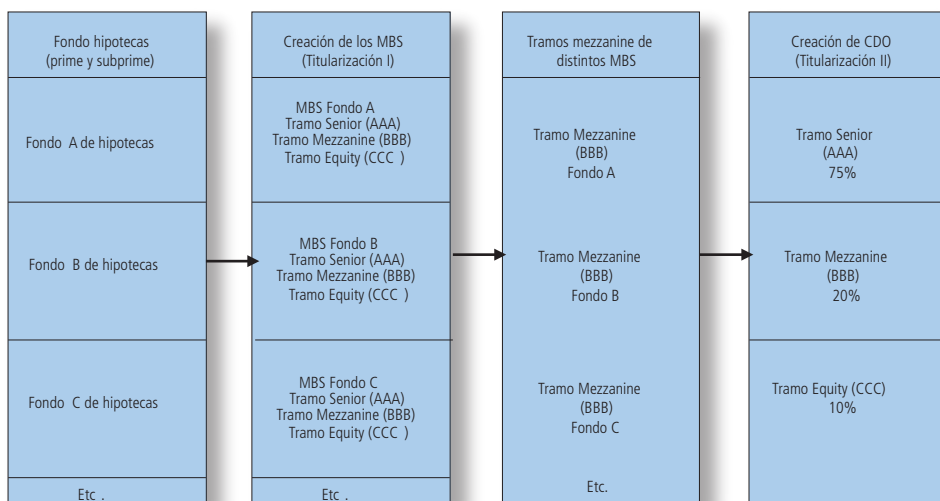 Fondo hipotecas
(prime y subprime)
Fondo A de hipotecas
Fondo B de hipotecas
Fondo C de hipotecas
Etc .
Creación de los MBS
(Titularización I)
MBS Fondo A
Tramo Senior (AAA)
Tramo Mezzanine (BBB)
Tramo Equity (CCC )
MBS Fondo B
Tramo Senior (AAA)
Tramo Mezzanine (BBB)
Tramo Equity (CCC )
MBS Fondo C
Tramo Senior (AAA)
Tramo Mezzanine (BBB)
Tramo Equity (CCC )
Etc .
Tramos mezzanine de
distintos MBS
Tramo Mezzanine
(BBB)
Fondo A
Tramo Mezzanine
(BBB)
Fondo B
Tramo Mezzanine
(BBB)
Fondo C
Etc.
Creación de CDO
(Titularización II)
Tramo Senior
(AAA)
75%
Tramo Mezzanine
(BBB)
20%
Tramo Equity (CCC)
10%